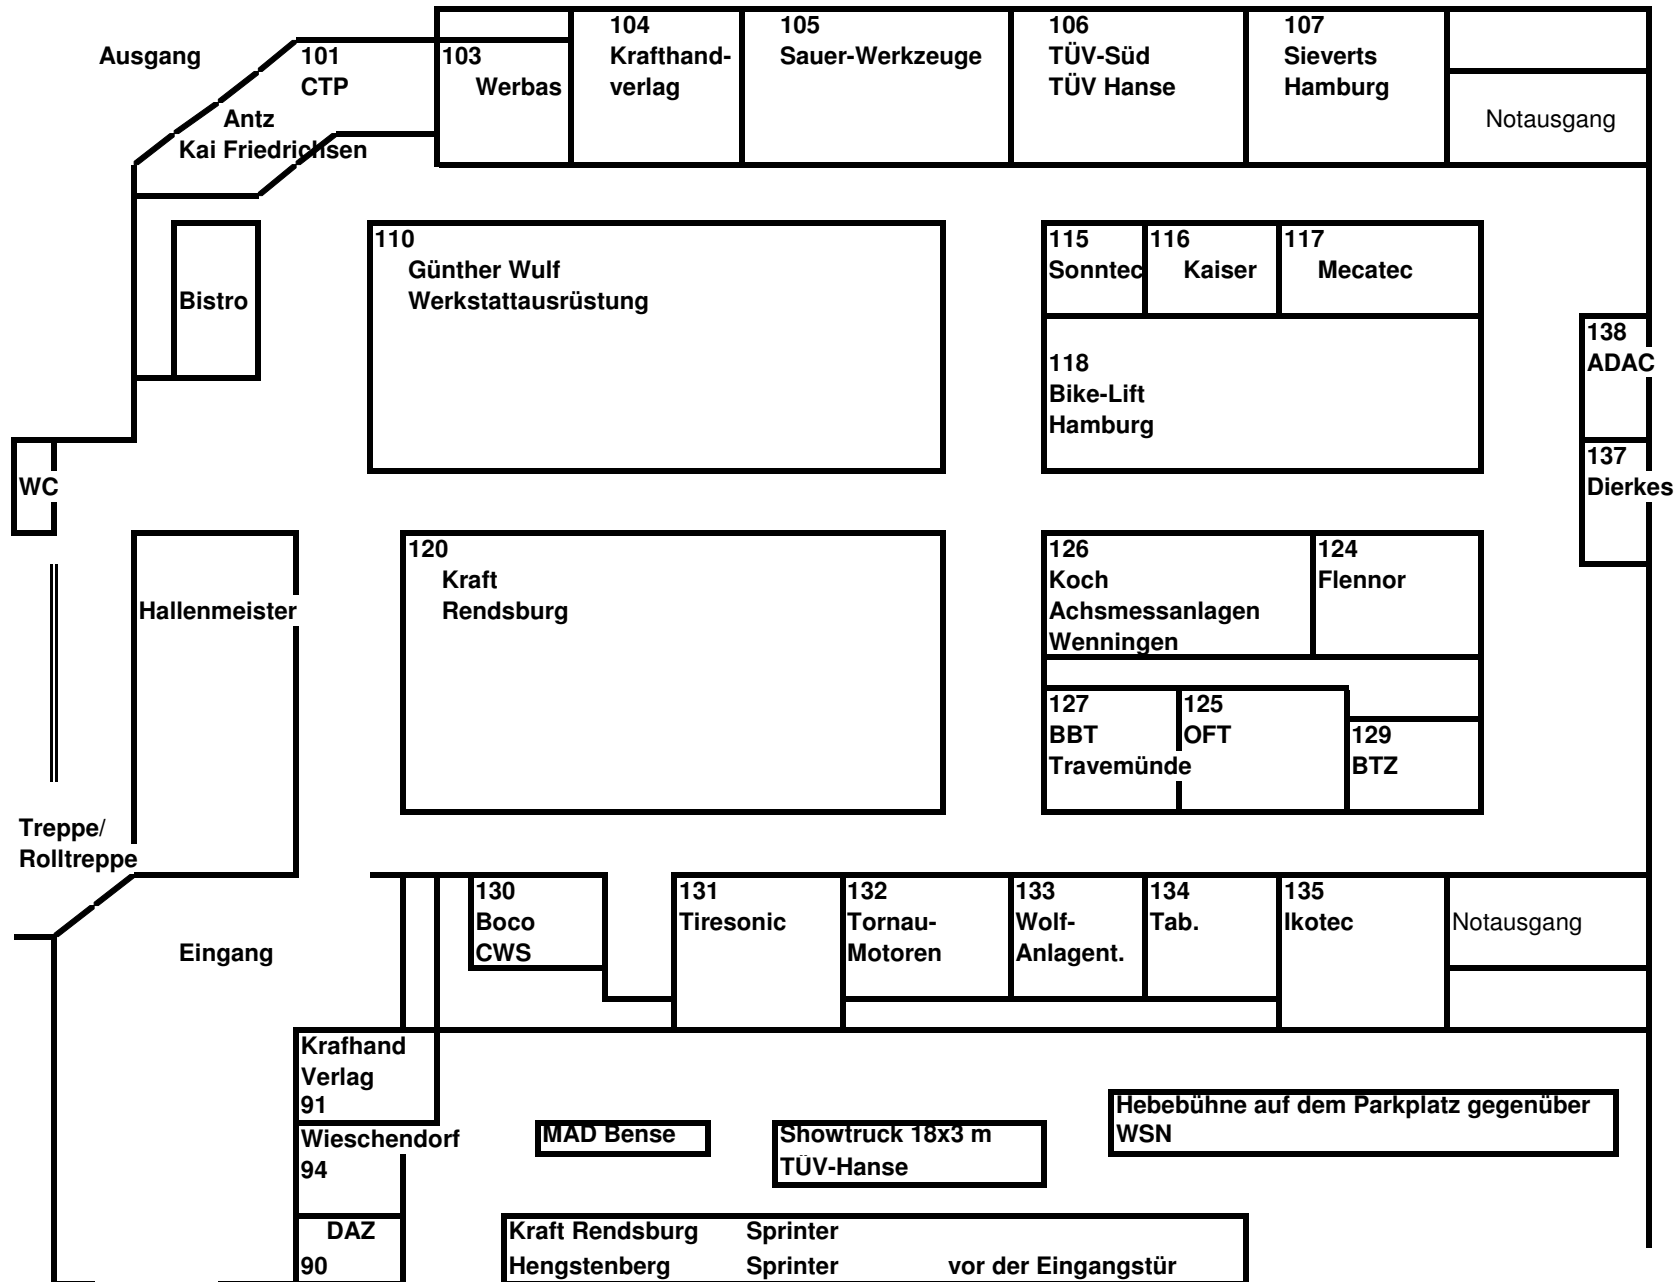 Ausgang
101
CTP
Antz
Kai Friedrichsen
103
Werbas
104
Krafthand-
verlag
105
Sauer-Werkzeuge
106
TÜV-Süd
TÜV Hanse
107
Sieverts
Hamburg
Notausgang
Bistro
110
Günther Wulf
Werkstattausrüstung
115
Sonntec
116
Kaiser
117
Mecatec
118
Bike-Lift
Hamburg
138
ADAC
137
Dierkes
WC
Hallenmeister
120
Kraft
Rendsburg
126
Koch
Achsmessanlagen
Wenningen
124
Flennor
127
BBT
Travemünde
125
OFT
129
BTZ
Treppe/
Rolltreppe
Eingang
130
Boco
CWS
131
Tiresonic
132
Tornau-
Motoren
133
Wolf-
Anlagent.
134
Tab.
135
Ikotec
Notausgang
Krafhand
Verlag
91
Wieschendorf
94
DAZ
90
MAD Bense
Showtruck 18x3 m
TÜV-Hanse
Hebebühne auf dem Parkplatz gegenüber
WSN
Kraft Rendsburg Sprinter
Hengstenberg Sprinter vor der Eingangstür